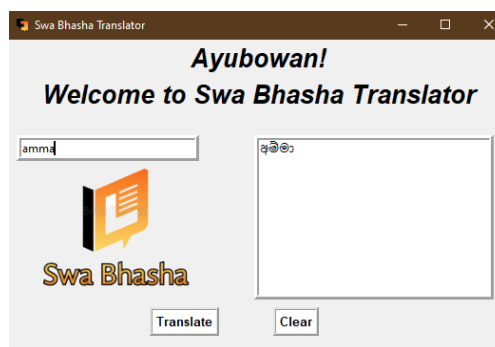 Swa Bhasha Translator
Ayubowan!
Welcome to Swa Bhasha Translator
amma
අම්මා
Swa Bhasha
Translate
Clear